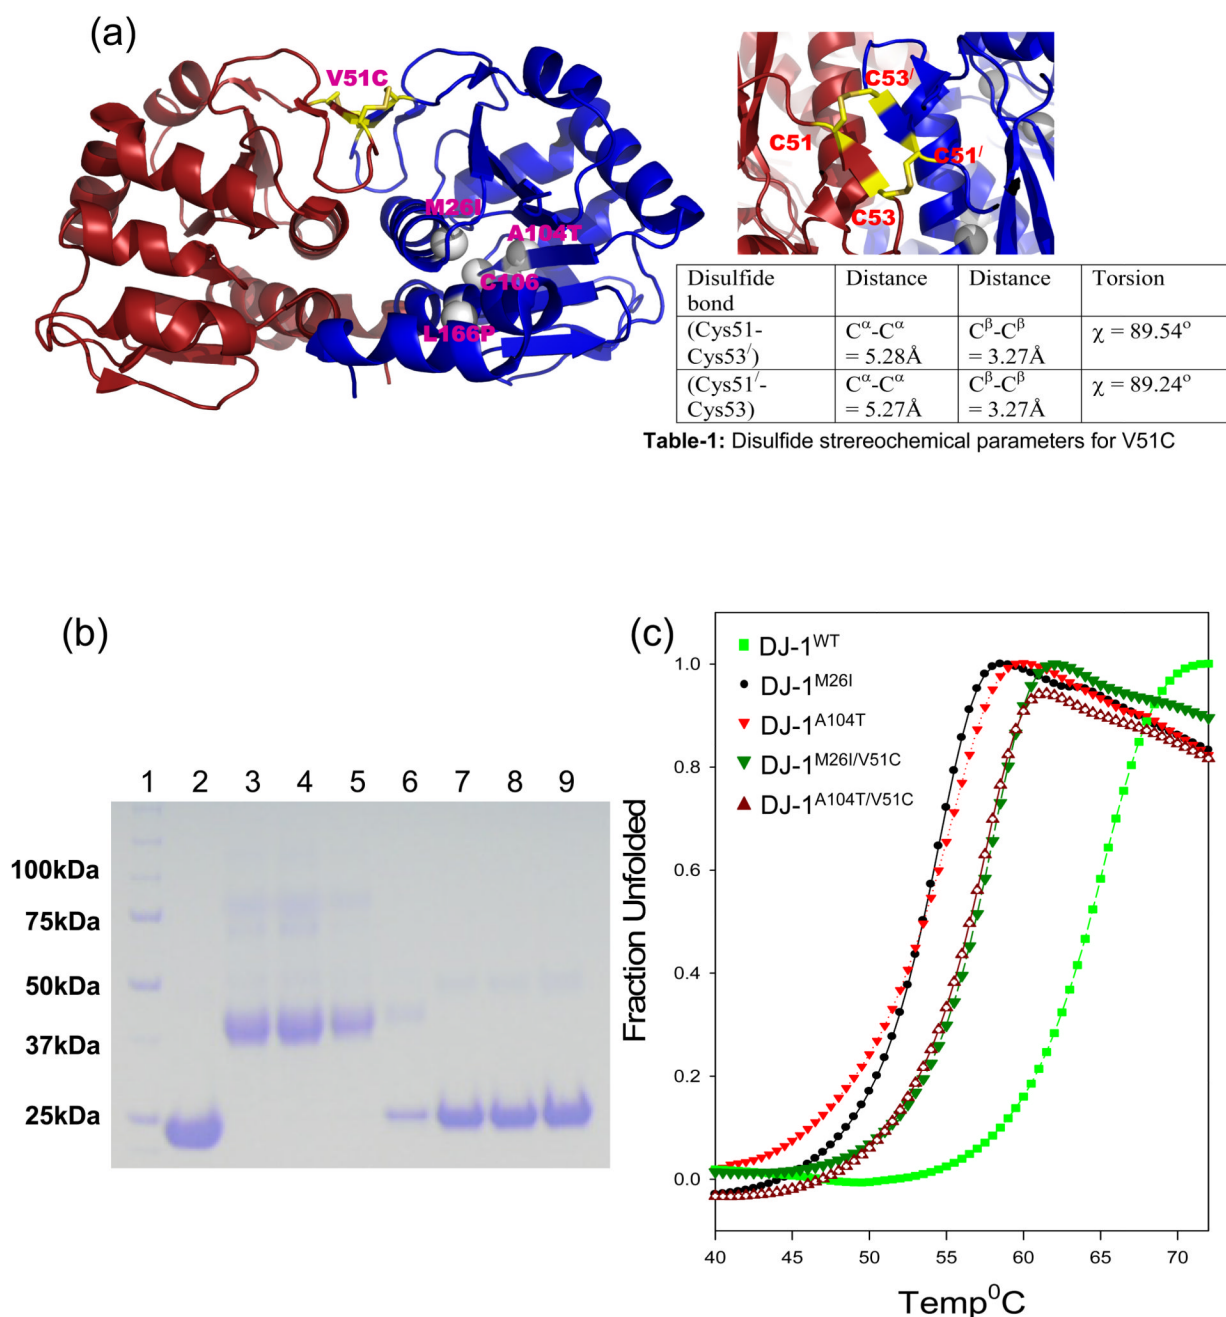 (a)
V51C
M26I
A104T
C106
L166P
C53/
C51
C51/
C53
Disulfide bond Distance Distance Torsion
(Cys51-Cys53/) Cα-Cα = 5.28Å Cβ-Cβ = 3.27Å χ = 89.54o
(Cys51/-Cys53) Cα-Cα = 5.27Å Cβ-Cβ = 3.27Å χ = 89.24o
Table-1: Disulfide strereochemical parameters for V51C
(b)
1 2 3 4 5 6 7 8 9
100kDa
75kDa
50kDa
37kDa
25kDa
(c)
DJ-1WT
DJ-1M26I
DJ-1A104T
DJ-1M26I/V51C
DJ-1A104T/V51C
Fraction Unfolded
1.0
0.8
0.6
0.4
0.2
0.0
40 45 50 55 60 65 70
Temp0C